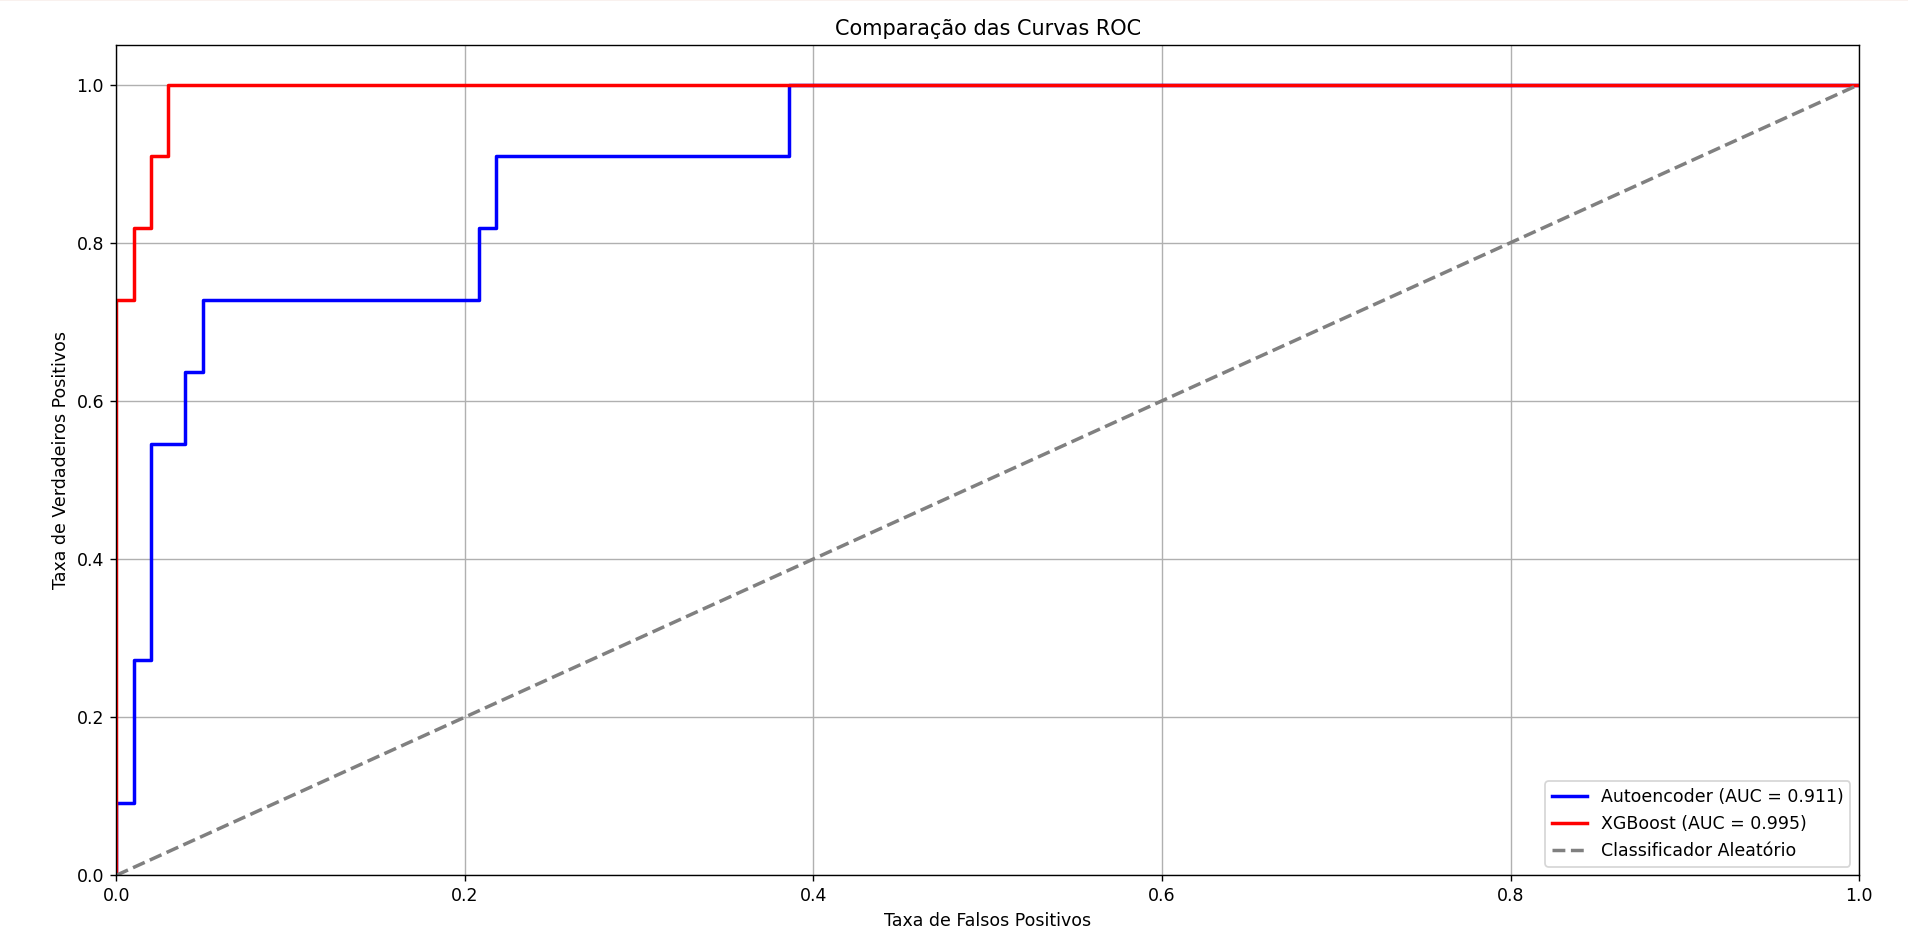 Comparação das Curvas ROC
Taxa de Verdadeiros Positivos
1.0
0.8
0.6
0.4
0.2
0.0
0.0 0.2 0.4 0.6 0.8 1.0
Taxa de Falsos Positivos
Autoencoder (AUC = 0.911)
XGBoost (AUC = 0.995)
Classificador Aleatório